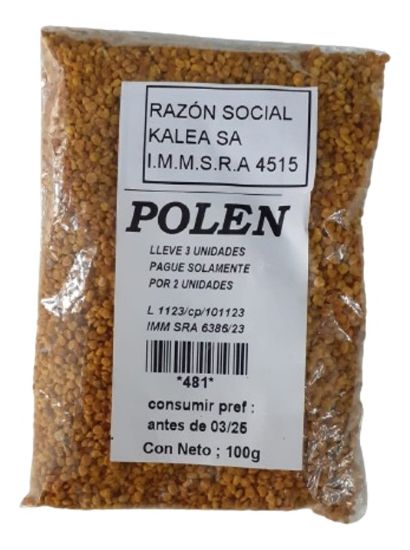 RAZÓN SOCIAL
KALEA SA
I.M.M.S.R.A 4515
POLEN
LLEVE 3 UNIDADES
PAGUE SOLAMENTE
POR 2 UNIDADES
L 1123/cp/101123
IMM SRA 6386/23
*481*
consumir pref :
antes de 03/25
Con Neto ; 100g